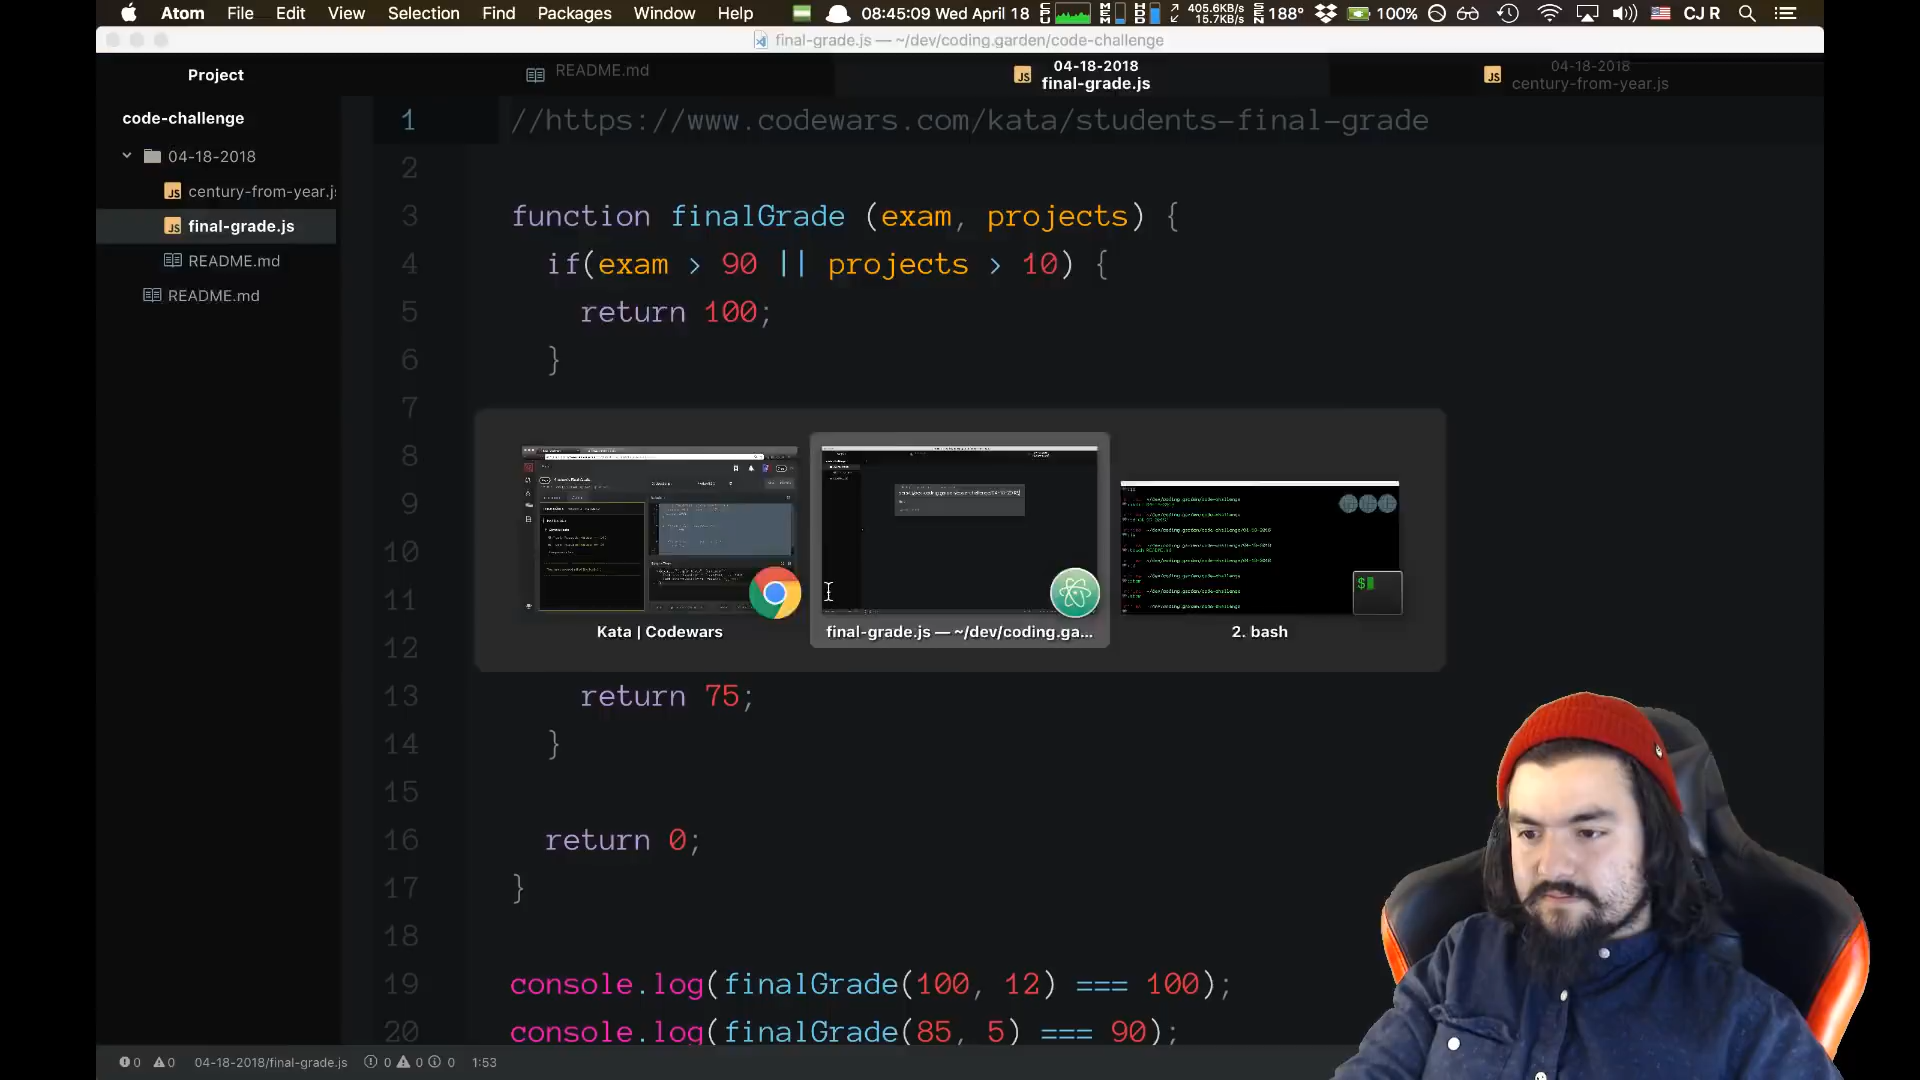 Atom File Edit View Selection Find Packages Window Help 08:45:09 Wed April 18 CPU MEM HDD 405.6KB/s 15.7KB/s SEN 188° 100% CJ R
final-grade.js — ~/dev/coding.garden/code-challenge
Project
README.md
04-18-2018
final-grade.js
04-18-2018
century-from-year.js
code-challenge
04-18-2018
century-from-year.js
final-grade.js
README.md
README.md
1 //https://www.codewars.com/kata/students-final-grade
2
3 function finalGrade (exam, projects) {
4 if(exam > 90 || projects > 10) {
5 return 100;
6 }
7
8
9
10
11
12
Kata | Codewars
final-grade.js — ~/dev/coding.ga...
2. bash
13 return 75;
14 }
15
16 return 0;
17 }
18
19 console.log(finalGrade(100, 12) === 100);
20 console.log(finalGrade(85, 5) === 90);
0 0 04-18-2018/final-grade.js 0 0 0 1:53